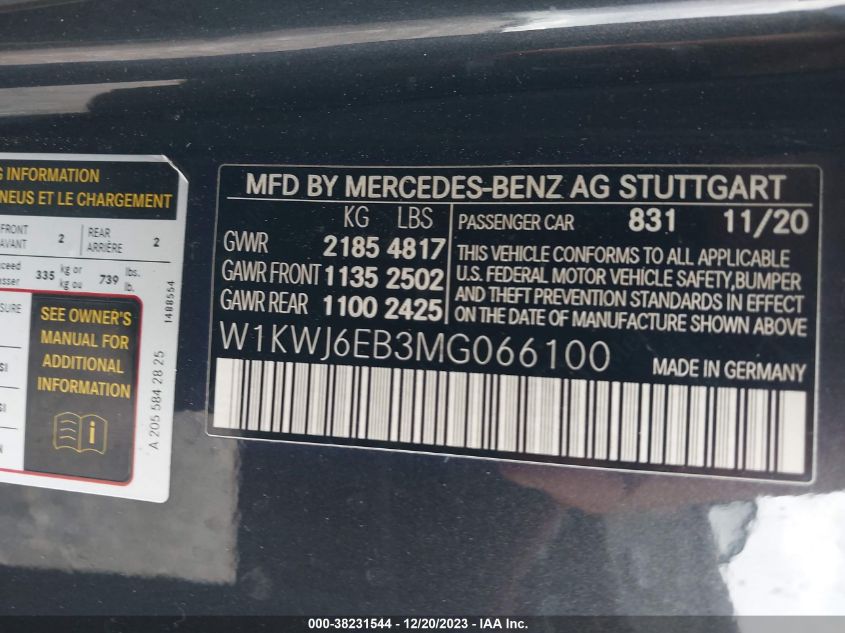 G INFORMATION
NEUS ET LE CHARGEMENT
FRONT
AVANT
2
REAR
ARRIÈRE
2
335
kg or
kg ou
739
lbs.
lb.
SEE OWNER'S
MANUAL FOR
ADDITIONAL
INFORMATION
1488554
A 205 584 28 25
MFD BY MERCEDES-BENZ AG STUTTGART
KG LBS
GVWR 2185 4817
GAWR FRONT 1135 2502
GAWR REAR 1100 2425
PASSENGER CAR 831 11/20
THIS VEHICLE CONFORMS TO ALL APPLICABLE
U.S. FEDERAL MOTOR VEHICLE SAFETY, BUMPER
AND THEFT PREVENTION STANDARDS IN EFFECT
ON THE DATE OF MANUFACTURE SHOWN ABOVE
W1KWJ6EB3MG066100
MADE IN GERMANY
000-38231544 - 12/20/2023 - COPYRIGHT IAA, Inc.